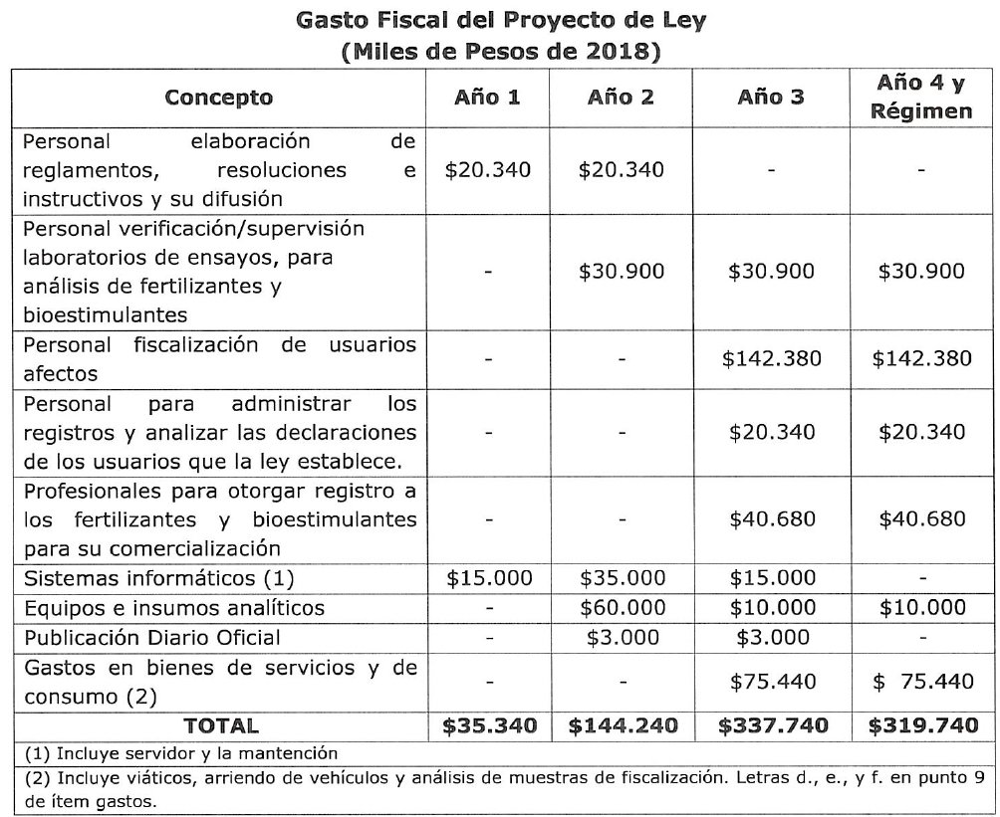 Gasto Fiscal del Proyecto de Ley
(Miles de Pesos de 2018)
Concepto Año 1 Año 2 Año 3 Año 4 y Régimen
Personal elaboración de
reglamentos, resoluciones e
instructivos y su difusión
$20.340 $20.340 - -
Personal verificación/supervisión
laboratorios de ensayos, para
análisis de fertilizantes y
bioestimulantes
- $30.900 $30.900 $30.900
Personal fiscalización de usuarios
afectos
- - $142.380 $142.380
Personal para administrar los
registros y analizar las declaraciones
de los usuarios que la ley establece.
- - $20.340 $20.340
Profesionales para otorgar registro a
los fertilizantes y bioestimulantes
para su comercialización
- - $40.680 $40.680
Sistemas informáticos (1) $15.000 $35.000 $15.000 -
Equipos e insumos analíticos - $60.000 $10.000 $10.000
Publicación Diario Oficial - $3.000 $3.000 -
Gastos en bienes de servicios y de
consumo (2)
- - $75.440 $ 75.440
TOTAL $35.340 $144.240 $337.740 $319.740
(1) Incluye servidor y la mantención
(2) Incluye viáticos, arriendo de vehículos y análisis de muestras de fiscalización. Letras d., e., y f. en punto 9
de ítem gastos.